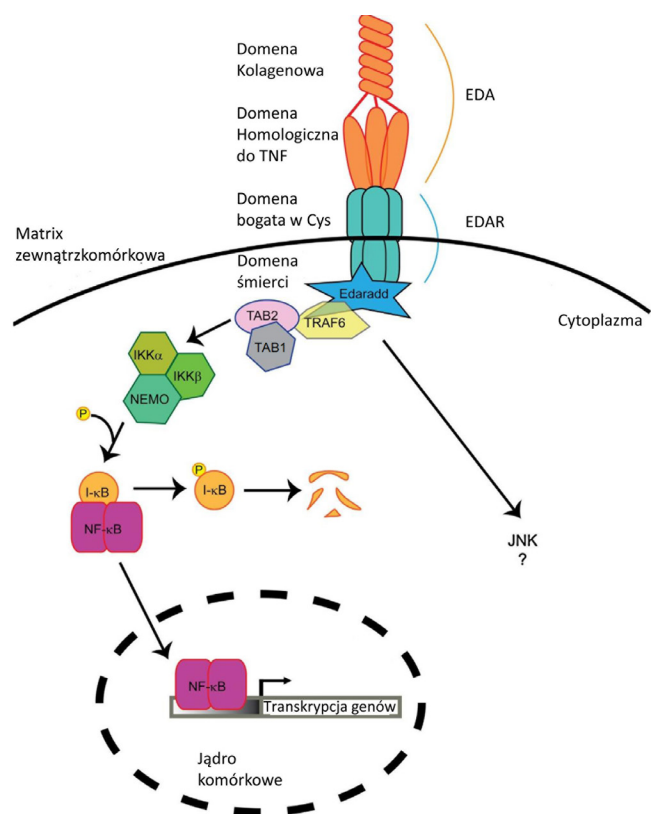 Domena
Kolagenowa
EDA
Domena
Homologiczna
do TNF
Domena
bogata w Cys
EDAR
Matrix
zewnątrzkomórkowa
Domena
śmierci
Edaradd
Cytoplazma
TAB2
TRAF6
TAB1
IKKα
IKKβ
NEMO
P
P
I-κB
I-κB
NF-κB
JNK
?
NF-κB
Transkrypcja genów
Jądro
komórkowe